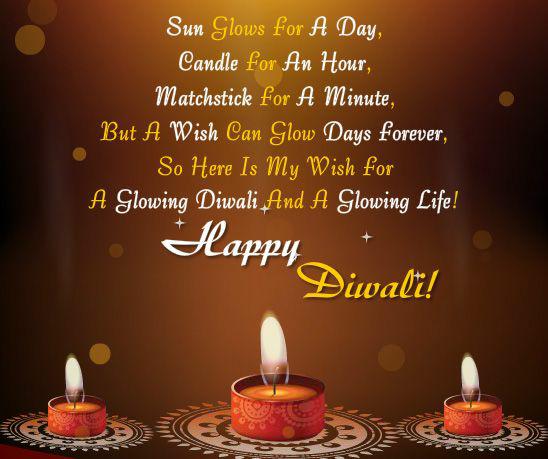 Sun Glows For A Day,
Candle For An Hour,
Matchstick For A Minute,
But A Wish Can Glow Days Forever,
So Here Is My Wish For
A Glowing Diwali And A Glowing Life!
Happy
Diwali!